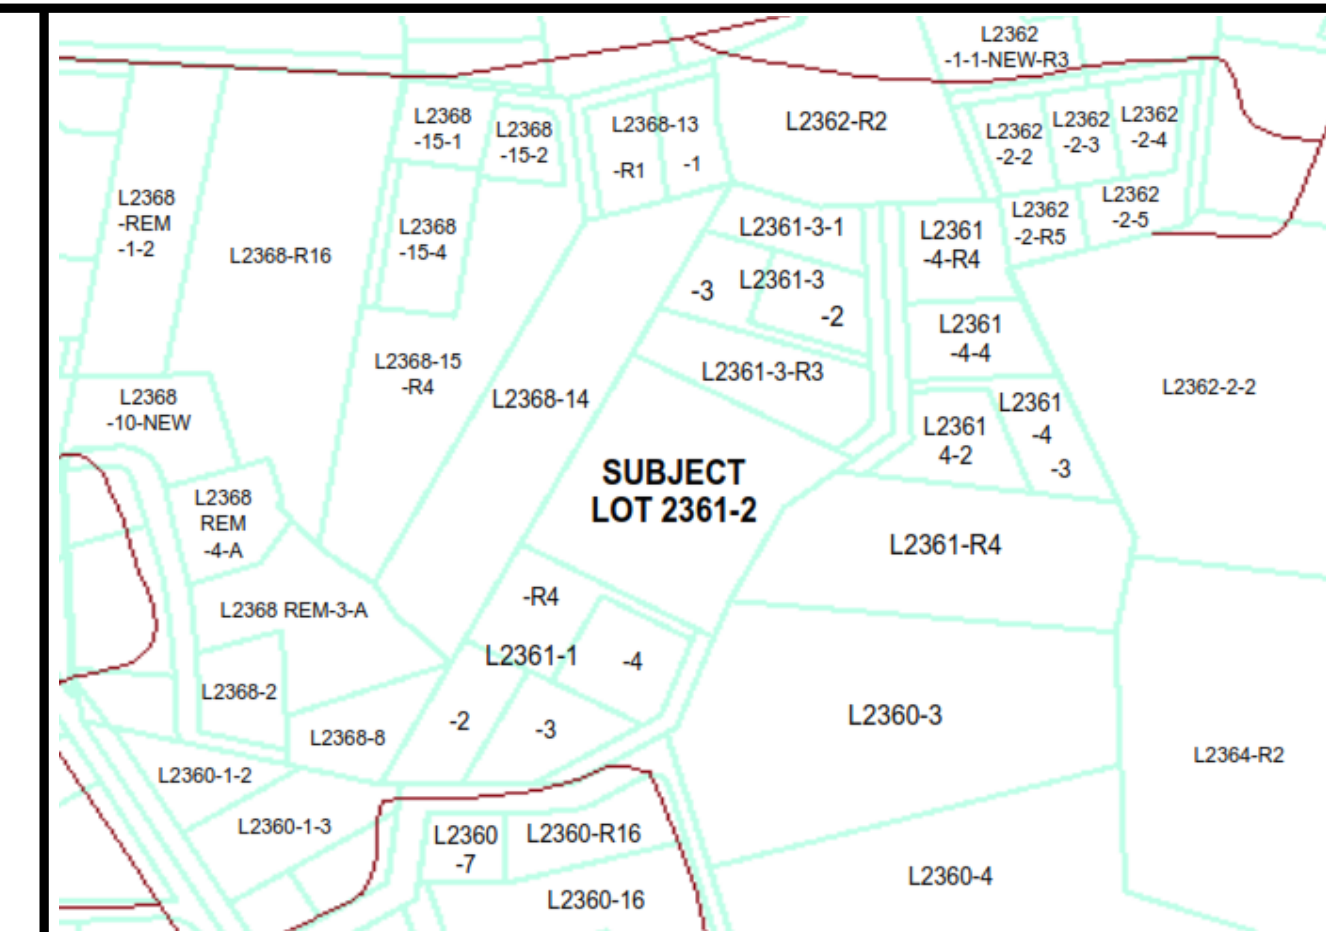 L2362
-1-1-NEW-R3
L2368
-15-1
L2368
-15-2
L2368-13
-R1
-1
L2362-R2
L2362
-2-2
L2362
-2-3
L2362
-2-4
L2368
-REM
-1-2
L2368-R16
L2368
-15-4
L2361-3-1
L2361
-4-R4
L2362
-2-R5
L2362
-2-5
-3
L2361-3
-2
L2361
-4-4
L2368-15
-R4
L2368-14
L2361-3-R3
L2362-2-2
L2368
-10-NEW
L2361
4-2
L2361
-4
-3
SUBJECT
LOT 2361-2
L2368
REM
-4-A
L2361-R4
L2368 REM-3-A
-R4
L2361-1
-4
L2368-2
-2
-3
L2368-8
L2360-3
L2364-R2
L2360-1-2
L2360-1-3
L2360
-7
L2360-R16
L2360-16
L2360-4